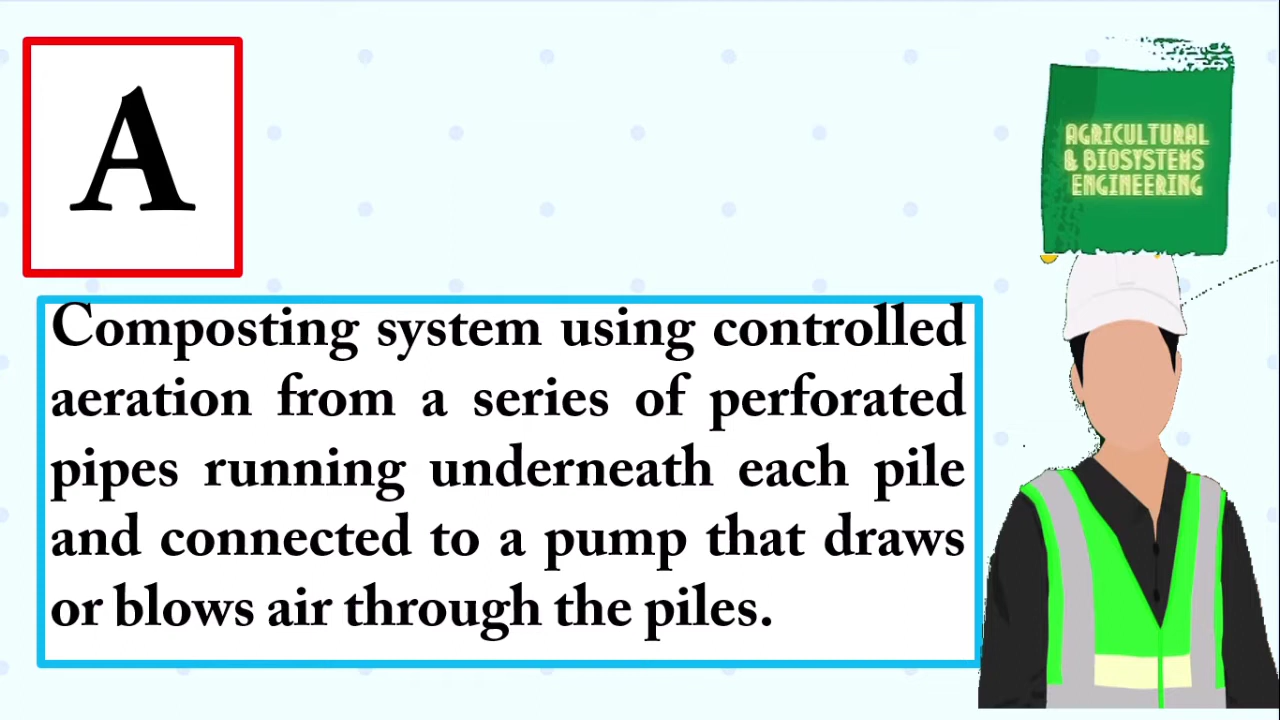 A
AGRICULTURAL
& BIOSYSTEMS
ENGINEERING
Composting system using controlled
aeration from a series of perforated
pipes running underneath each pile
and connected to a pump that draws
or blows air through the piles.